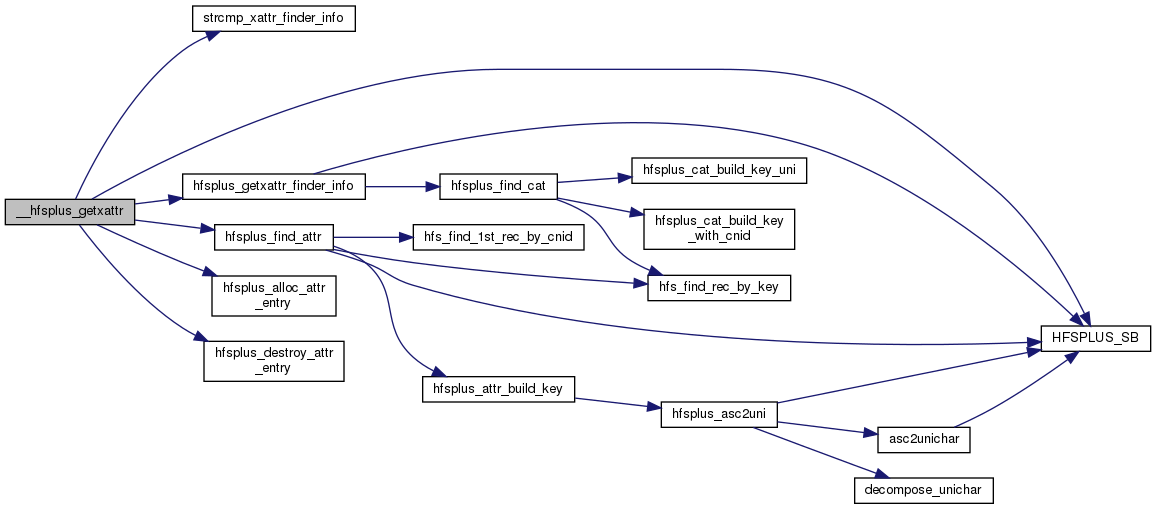 strcmp_xattr_finder_info
__hfsplus_getxattr
hfsplus_getxattr_finder_info
hfsplus_find_cat
hfsplus_cat_build_key_uni
hfsplus_cat_build_key
_with_cnid
hfsplus_find_attr
hfs_find_1st_rec_by_cnid
hfs_find_rec_by_key
hfsplus_alloc_attr
_entry
HFSPLUS_SB
hfsplus_destroy_attr
_entry
hfsplus_attr_build_key
hfsplus_asc2uni
asc2unichar
decompose_unichar